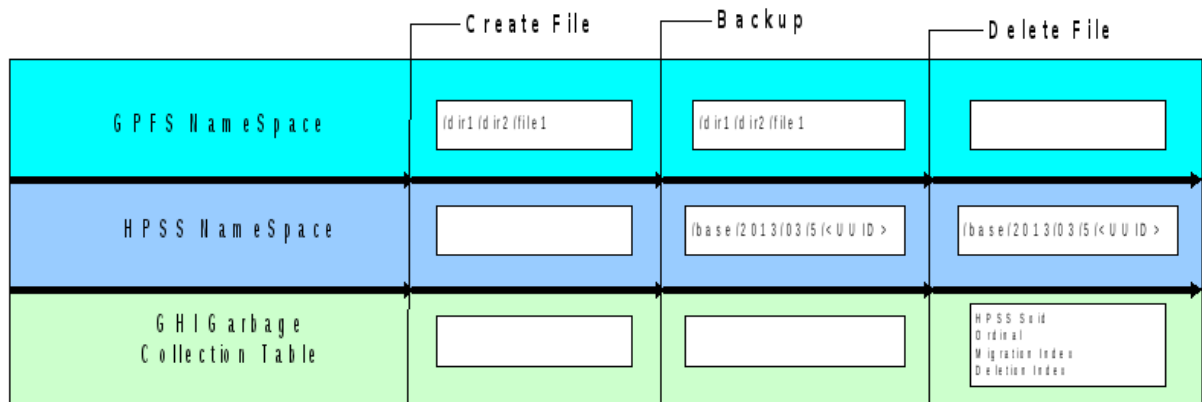 Create File
Backup
Delete File
GPFS NameSpace
/dir1/dir2/file1
/dir1/dir2/file1
HPSS NameSpace
/base/2013/03/5/<UUID>
/base/2013/03/5/<UUID>
GHI Garbage
Collection Table
HPSS Soid
Ordinal
Migration Index
Deletion Index